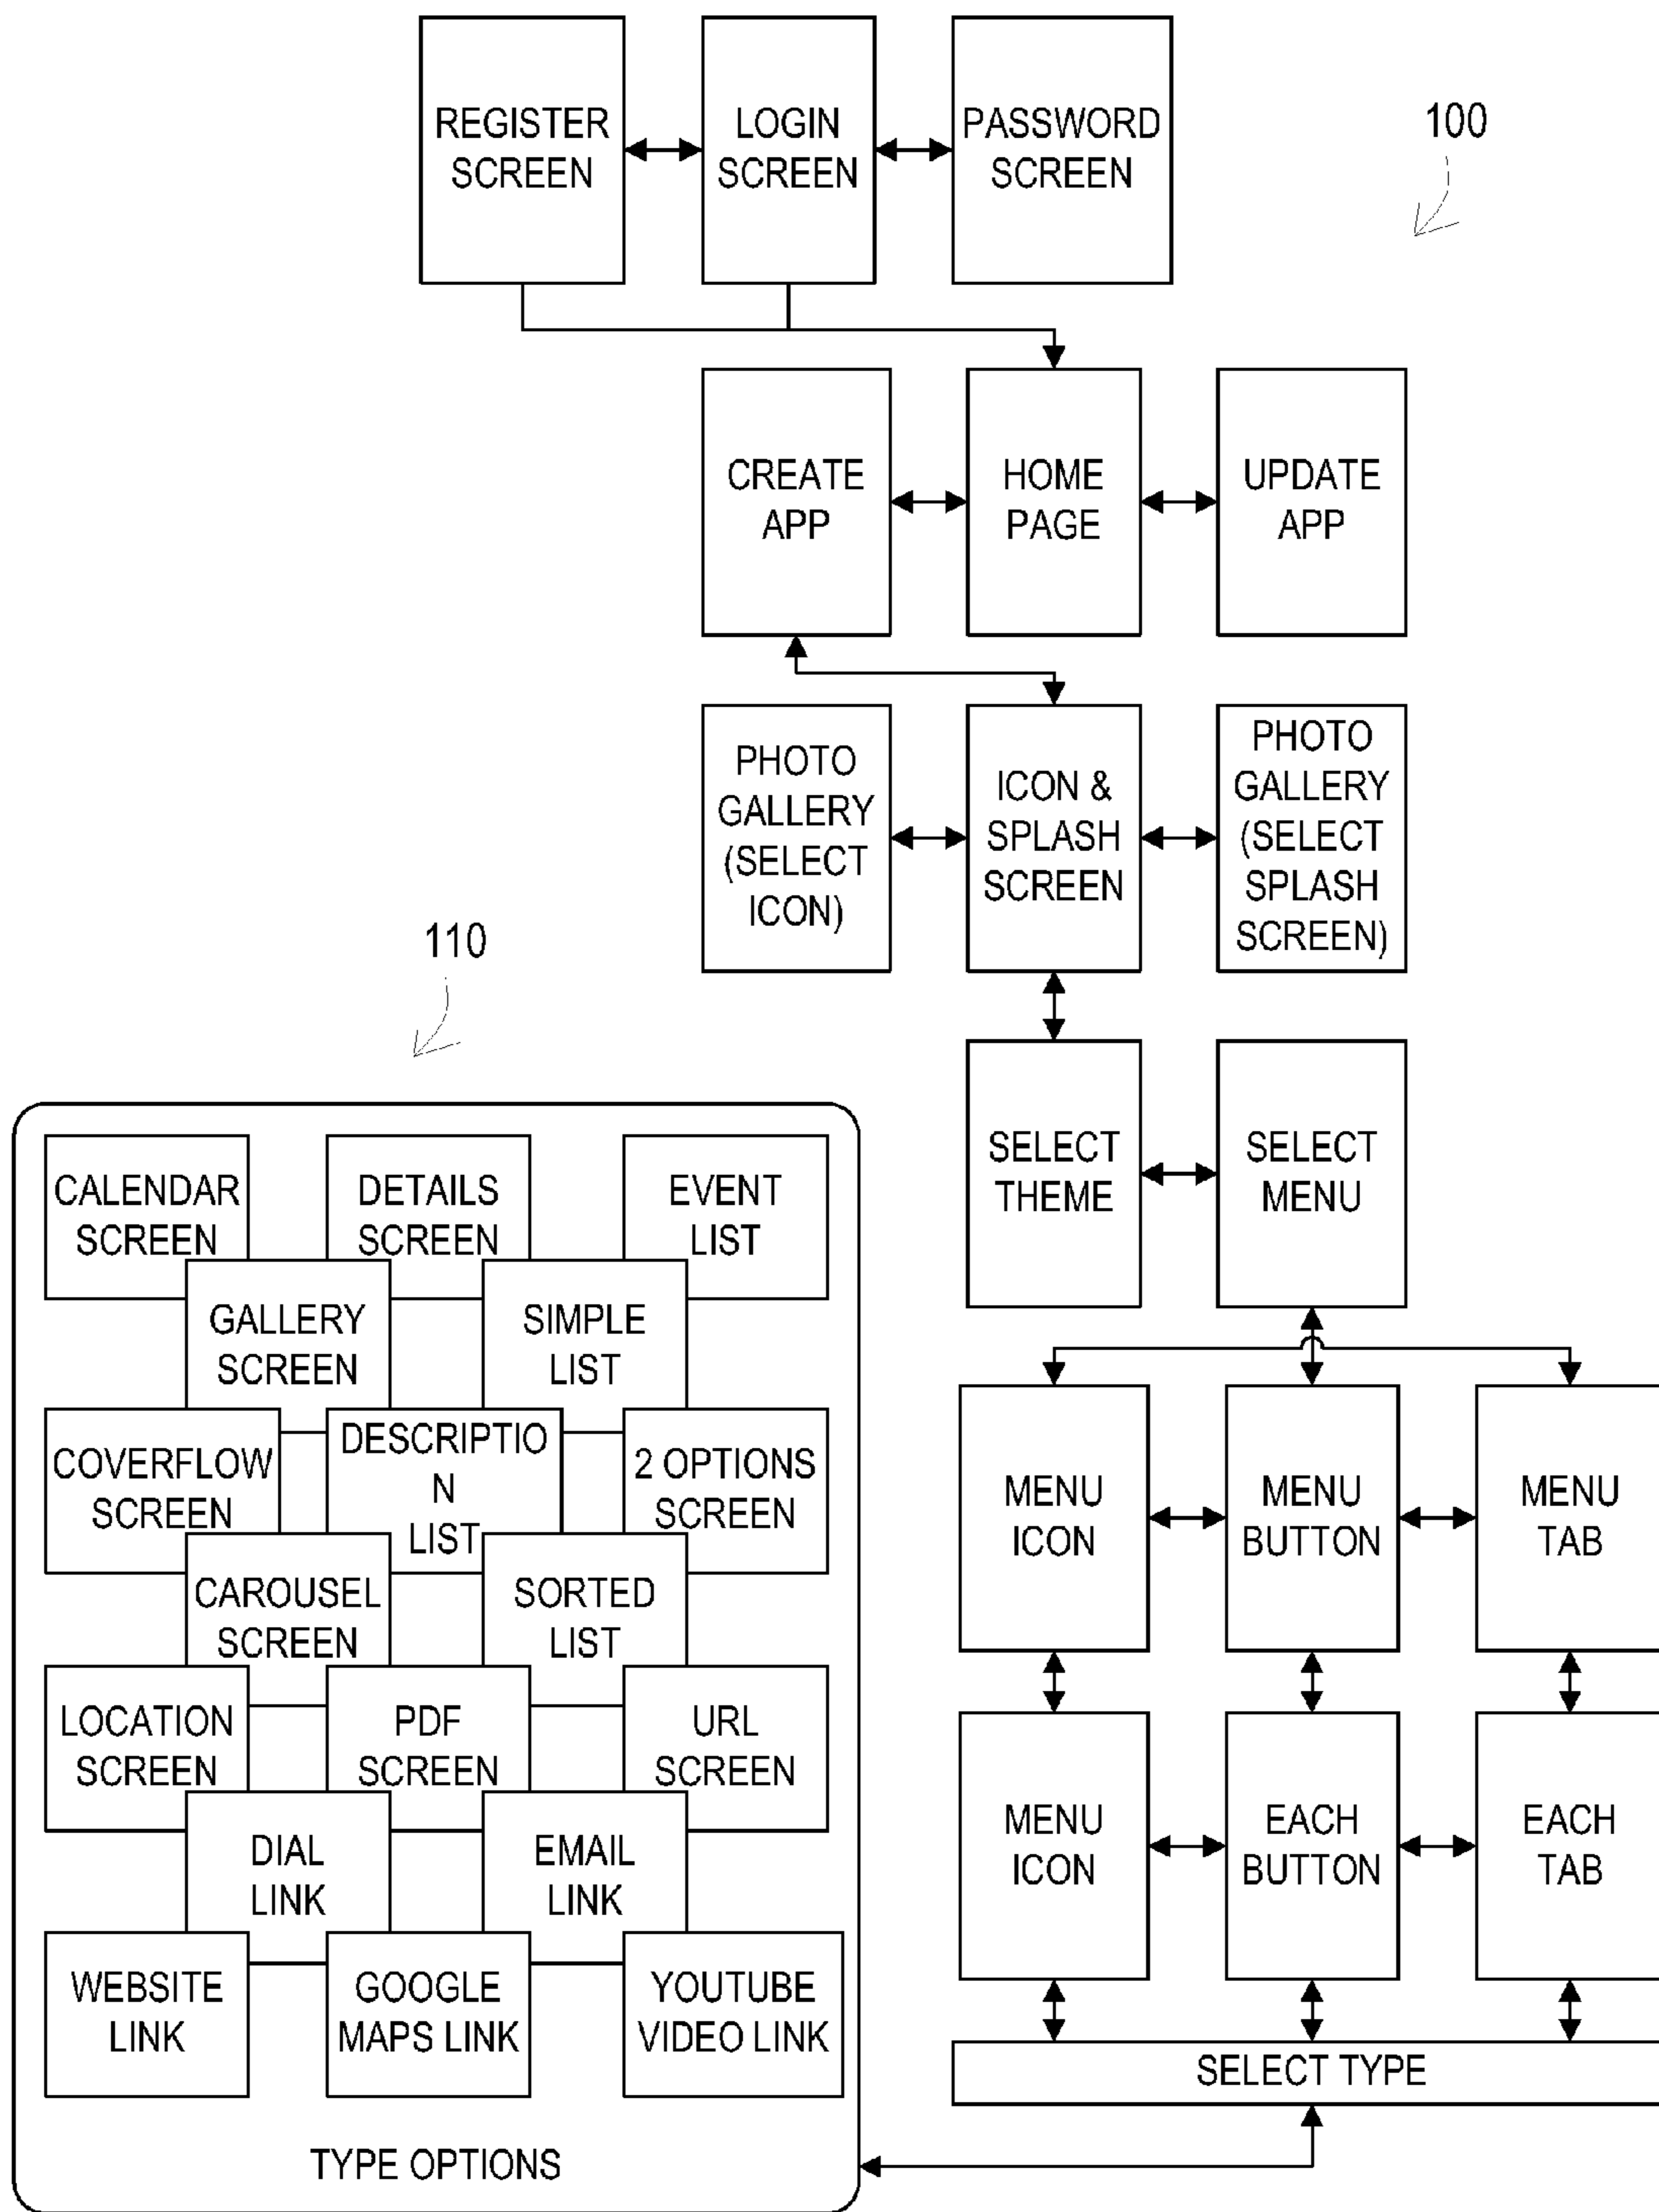 REGISTER
SCREEN
LOGIN
SCREEN
PASSWORD
SCREEN
100
CREATE
APP
HOME
PAGE
UPDATE
APP
PHOTO
GALLERY
(SELECT
ICON)
ICON &
SPLASH
SCREEN
PHOTO
GALLERY
(SELECT
SPLASH
SCREEN)
110
SELECT
THEME
SELECT
MENU
CALENDAR
SCREEN
DETAILS
SCREEN
EVENT
LIST
GALLERY
SCREEN
SIMPLE
LIST
COVERFLOW
SCREEN
DESCRIPTIO
N
LIST
2 OPTIONS
SCREEN
CAROUSEL
SCREEN
SORTED
LIST
LOCATION
SCREEN
PDF
SCREEN
URL
SCREEN
DIAL
LINK
EMAIL
LINK
WEBSITE
LINK
GOOGLE
MAPS LINK
YOUTUBE
VIDEO LINK
TYPE OPTIONS
MENU
ICON
MENU
BUTTON
MENU
TAB
MENU
ICON
EACH
BUTTON
EACH
TAB
SELECT TYPE